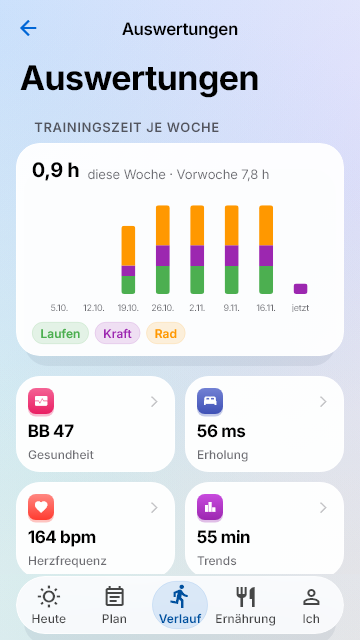 Auswertungen
Auswertungen
TRAININGSZEIT JE WOCHE
0,9 h diese Woche · Vorwoche 7,8 h
5.10. 12.10. 19.10. 26.10. 2.11. 9.11. 16.11. jetzt
Laufen Kraft Rad
BB 47
Gesundheit
56 ms
Erholung
164 bpm
Herzfrequenz
55 min
Trends
Heute Plan Verlauf Ernährung Ich